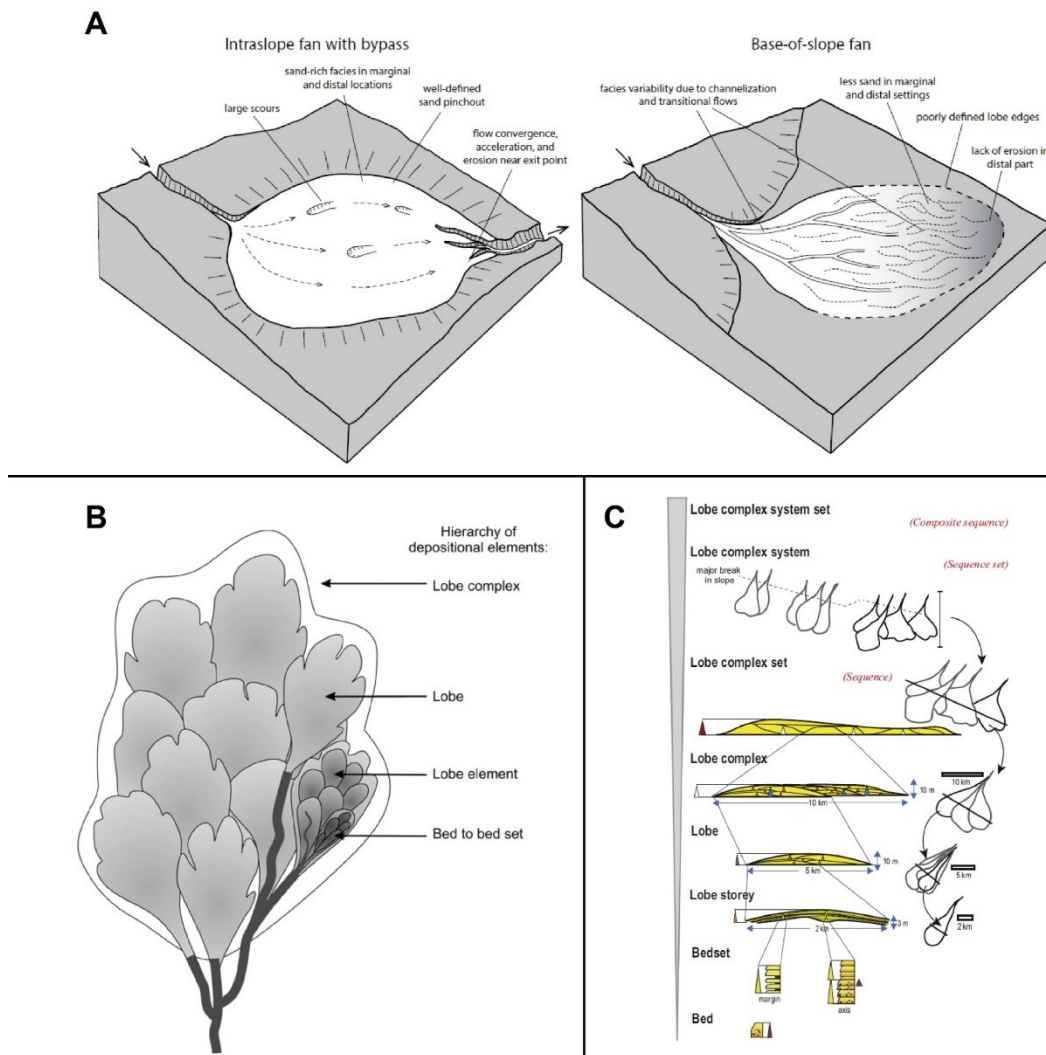 A
Intraslope fan with bypass
sand-rich facies in marginal
and distal locations
large scours
well-defined
sand pinchout
flow convergence,
acceleration, and
erosion near exit point
Base-of-slope fan
facies variability due to channelization
and transitional flows
less sand in marginal
and distal settings
poorly defined lobe edges
lack of erosion in
distal part
B
Hierarchy of
depositional elements:
Lobe complex
Lobe
Lobe element
Bed to bed set
C
Lobe complex system set
(Composite sequence)
Lobe complex system
(Sequence set)
major break
in slope
Lobe complex set
(Sequence)
Lobe complex
10 km
10 m
10 km
Lobe
10 m
5 km
5 km
Lobe storey
3 m
2 km
2 km
Bedset
margin
axis
Bed